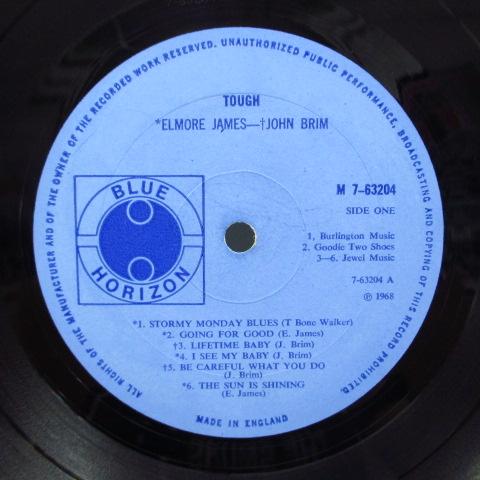 ALL RIGHTS OF THE MANUFACTURER AND OF THE OWNER OF THE RECORDED WORK RESERVED. UNAUTHORIZED PUBLIC PERFORMANCE, BROADCASTING AND COPYING OF THIS RECORD PROHIBITED.
TOUGH
*ELMORE JAMES—†JOHN BRIM
BLUE
HORIZON
M 7-63204
SIDE ONE
1, Burlington Music
2. Goodie Two Shoes
3—6. Jewel Music
7-63204 A
℗ 1968
*1. STORMY MONDAY BLUES (T Bone Walker)
*2. GOING FOR GOOD (E. James)
†3. LIFETIME BABY (J. Brim)
*4. I SEE MY BABY (J. Brim)
†5. BE CAREFUL WHAT YOU DO
(J. Brim)
*6. THE SUN IS SHINING
(E. James)
MADE IN ENGLAND